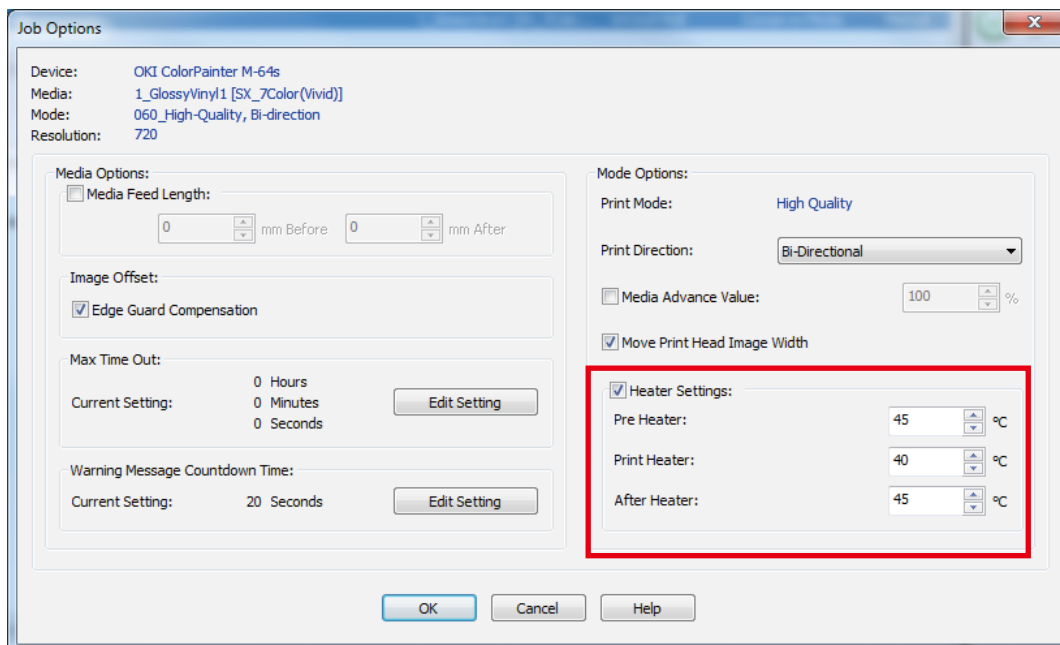 Job Options
Device: OKI ColorPainter M-64s
Media: 1_GlossyVinyl1 [SX_7Color(Vivid)]
Mode: 060_High-Quality, Bi-direction
Resolution: 720
Media Options:
Media Feed Length:
0 mm Before 0 mm After
Image Offset:
Edge Guard Compensation
Max Time Out:
Current Setting:
0 Hours
0 Minutes
0 Seconds
Edit Setting
Warning Message Countdown Time:
Current Setting: 20 Seconds Edit Setting
Mode Options:
Print Mode: High Quality
Print Direction: Bi-Directional
Media Advance Value: 100 %
Move Print Head Image Width
Heater Settings:
Pre Heater: 45 °C
Print Heater: 40 °C
After Heater: 45 °C
OK Cancel Help